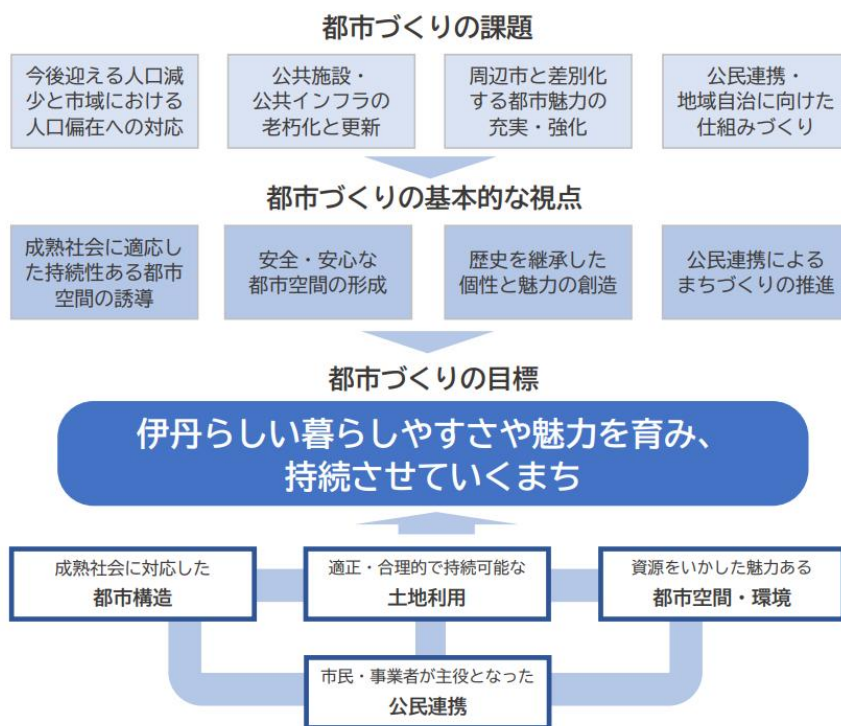 都市づくりの課題
今後迎える人口減
少と市域における
人口偏在への対応
公共施設・
公共インフラの
老朽化と更新
周辺市と差別化
する都市魅力の
充実・強化
公民連携・
地域自治に向けた
仕組みづくり
都市づくりの基本的な視点
成熟社会に適応し
た持続性ある都市
空間の誘導
安全・安心な
都市空間の形成
歴史を継承した
個性と魅力の創造
公民連携による
まちづくりの推進
都市づくりの目標
伊丹らしい暮らしやすさや魅力を育み、
持続させていくまち
成熟社会に対応した
都市構造
適正・合理的で持続可能な
土地利用
資源をいかした魅力ある
都市空間・環境
市民・事業者が主役となった
公民連携